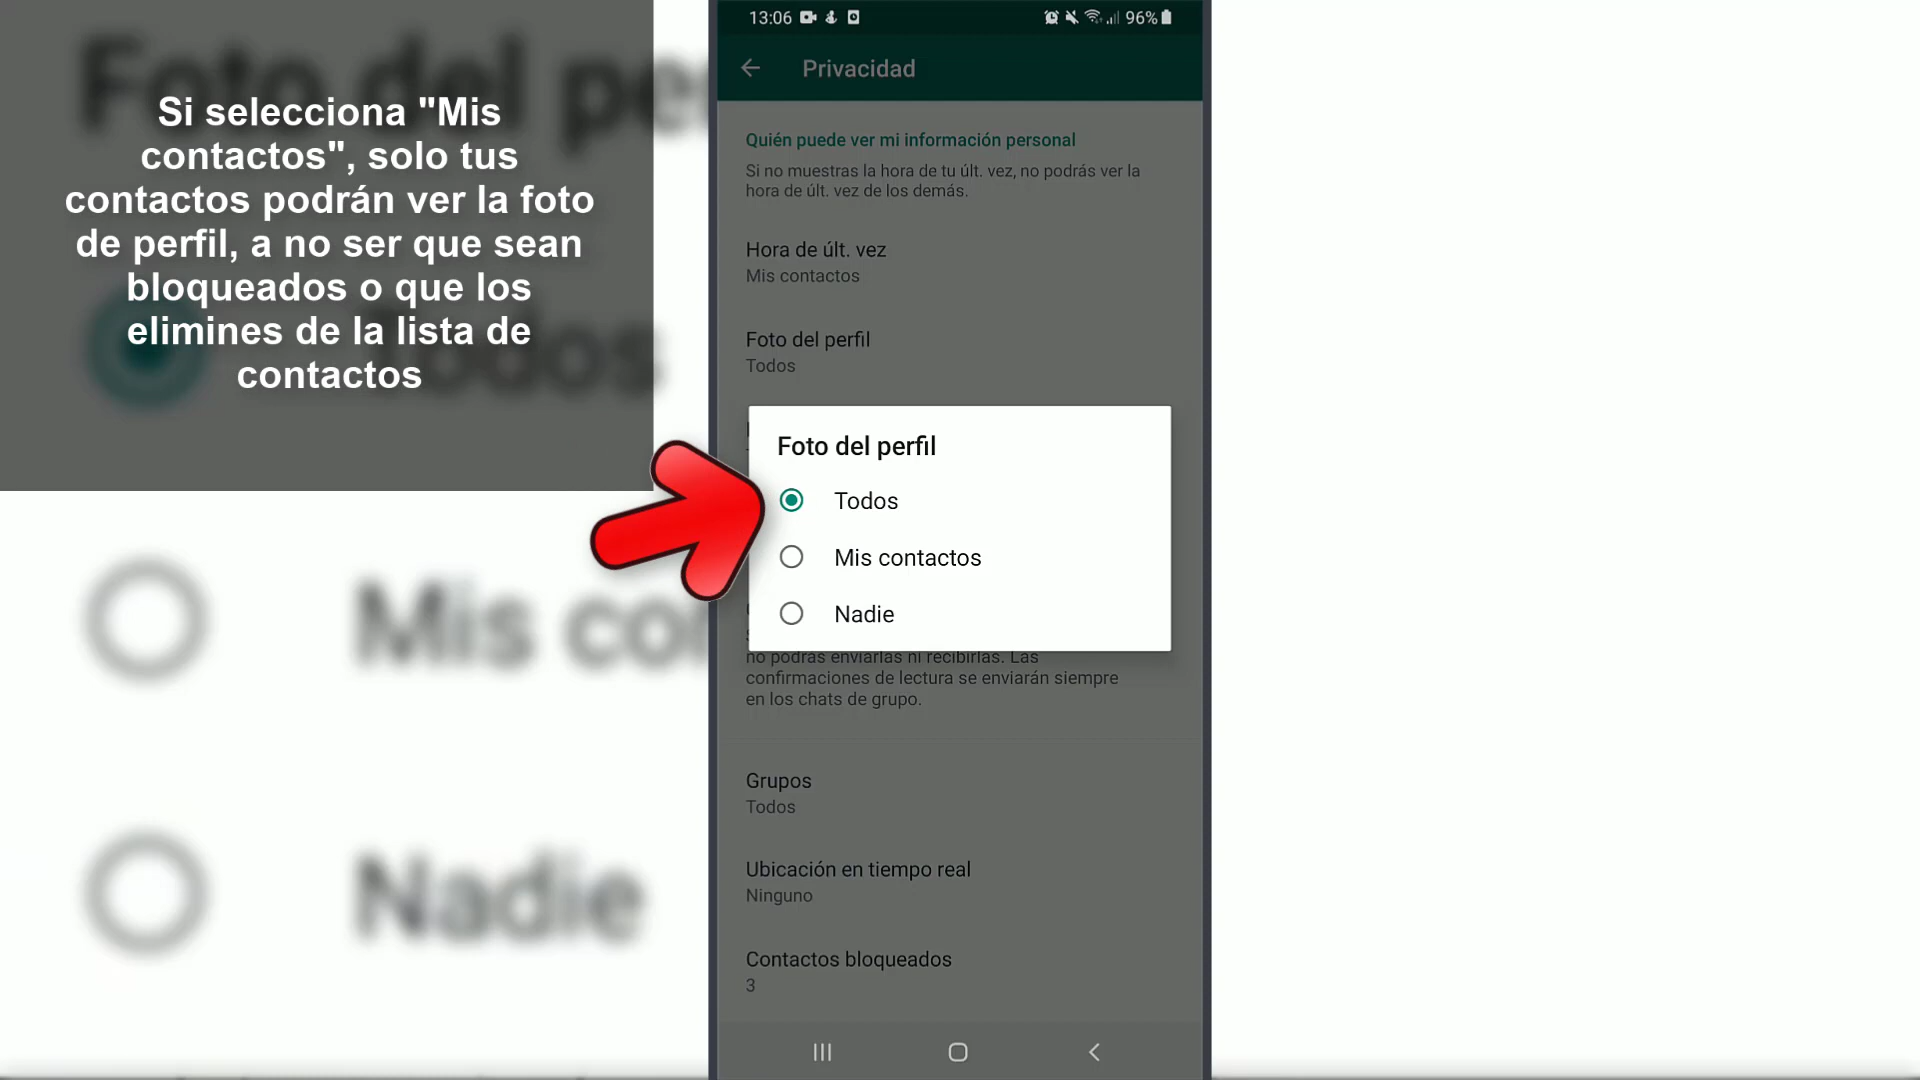 Foto del pe
Si selecciona "Mis
contactos", solo tus
contactos podrán ver la foto
de perfil, a no ser que sean
bloqueados o que los
elimines de la lista de
contactos
Todos
Mis con
Nadie
13:06
96%
Privacidad
Quién puede ver mi información personal
Si no muestras la hora de tu últ. vez, no podrás ver la
hora de últ. vez de los demás.
Hora de últ. vez
Mis contactos
Foto del perfil
Todos
Foto del perfil
Todos
Mis contactos
Nadie
no podrás enviarlas ni recibirlas. Las
confirmaciones de lectura se enviarán siempre
en los chats de grupo.
Grupos
Todos
Ubicación en tiempo real
Ninguno
Contactos bloqueados
3